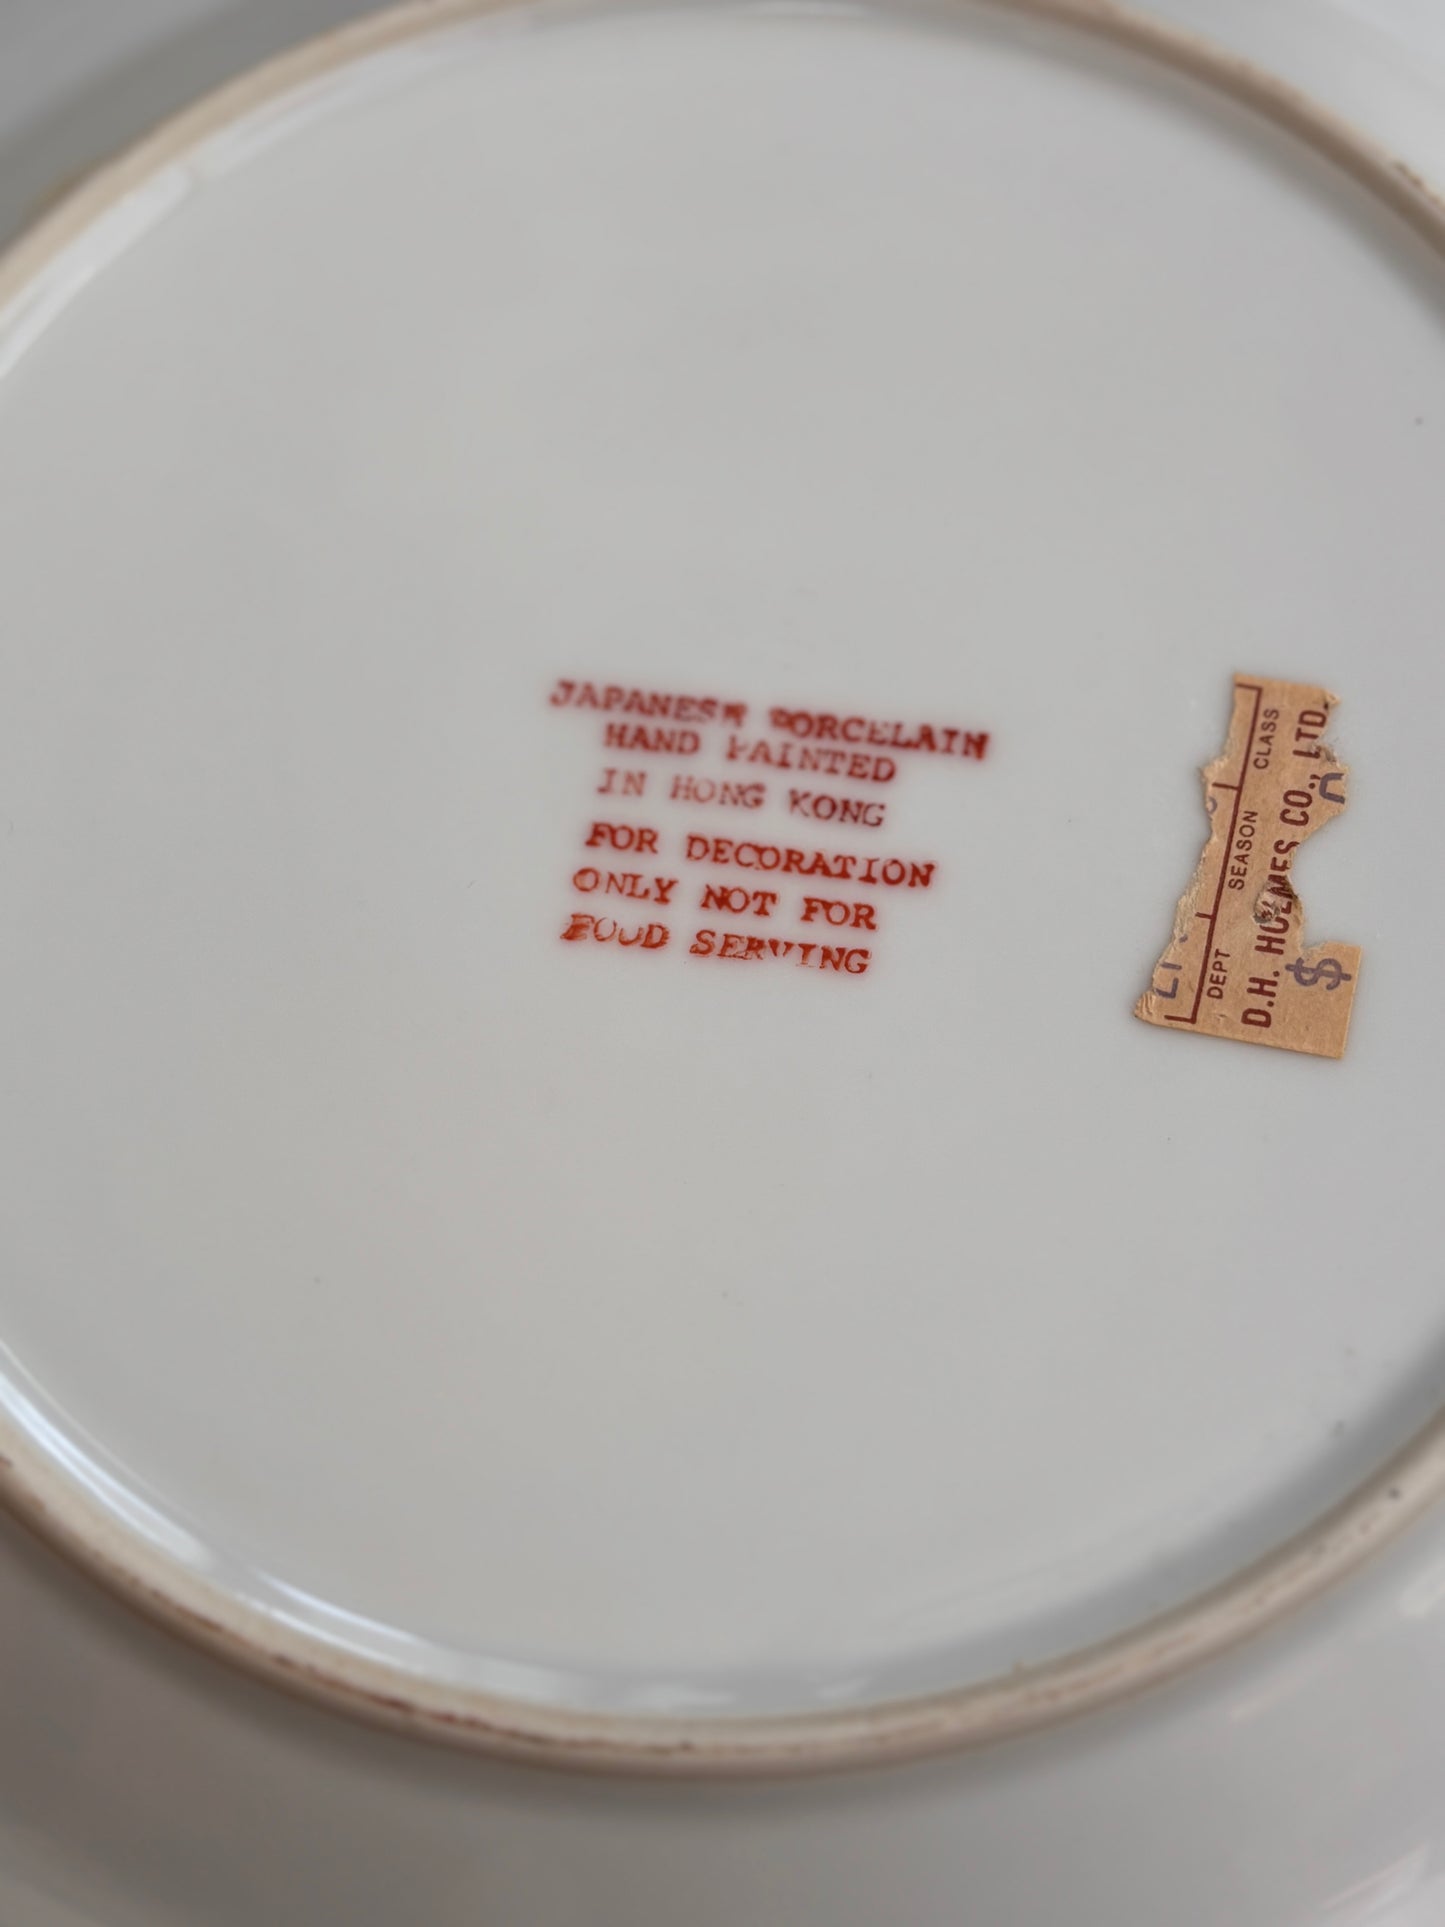 JAPANESE PORCELAIN
HAND PAINTED
IN HONG KONG
FOR DECORATION
ONLY NOT FOR
FOOD SERVING
DEPT SEASON CLASS
D.H. HOLMES CO., LTD.
$